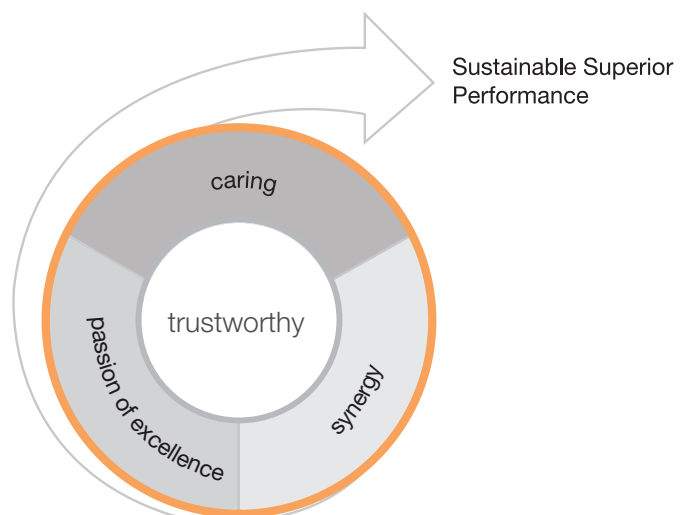 Sustainable Superior
Performance
caring
trustworthy
passion of excellence
synergy